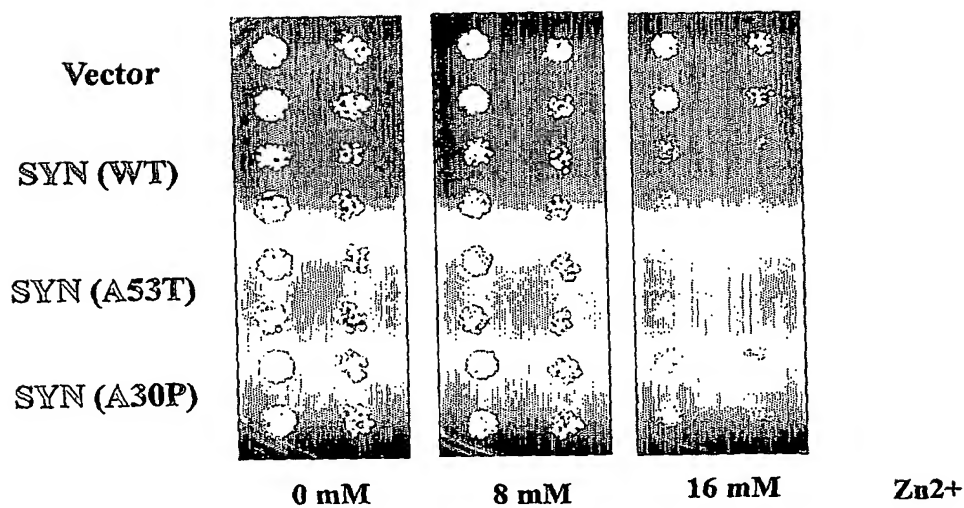 Vector
SYN (WT)
SYN (A53T)
SYN (A30P)
0 mM 8 mM 16 mM Zn2+